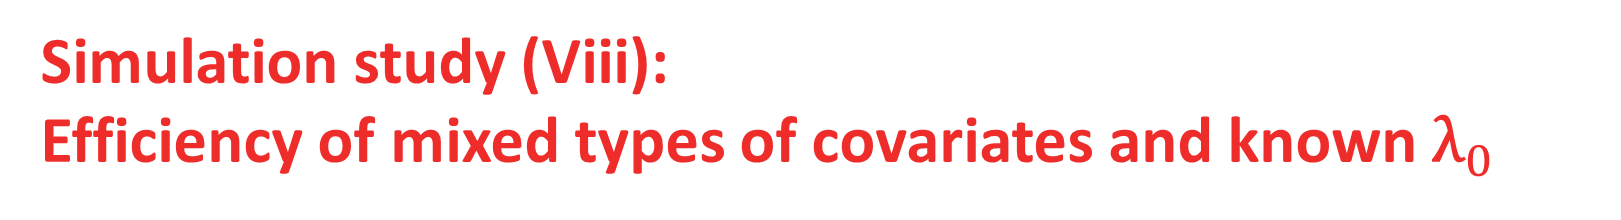 Simulation study (Viii):
Efficiency of mixed types of covariates and known λ₀